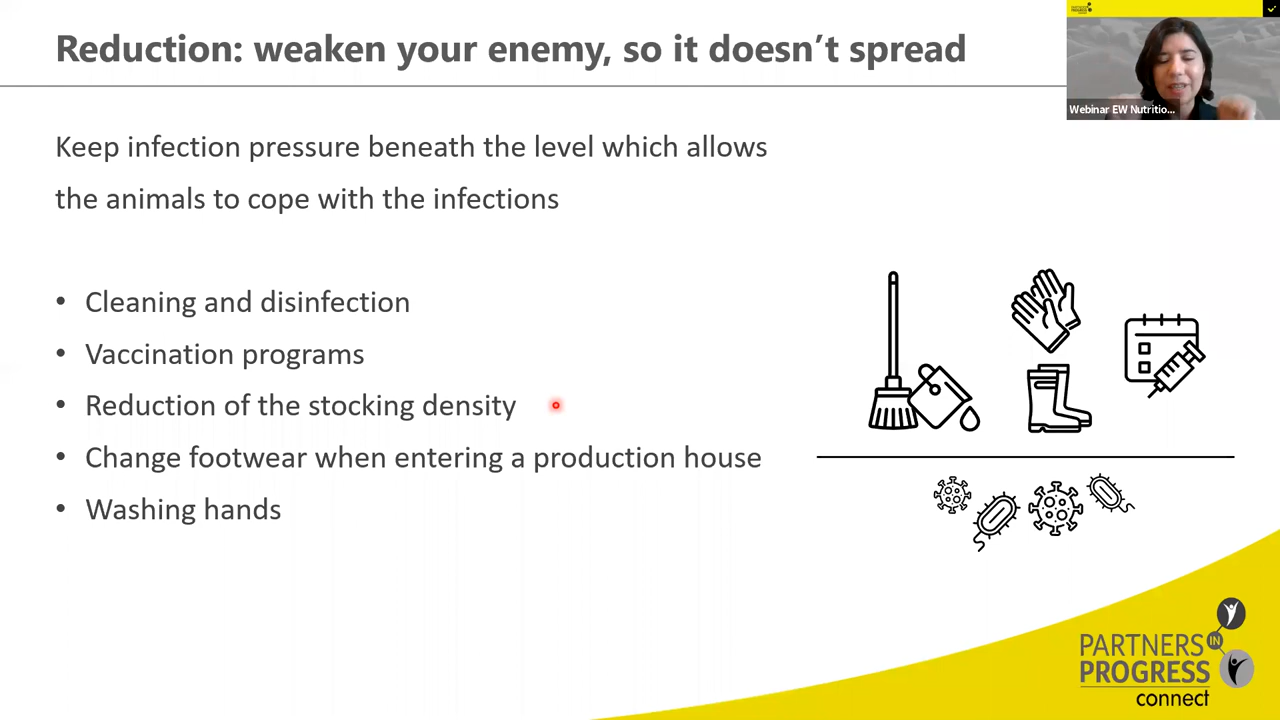 Reduction: weaken your enemy, so it doesn’t spread
Webinar EW Nutritio...
Keep infection pressure beneath the level which allows
the animals to cope with the infections
• Cleaning and disinfection
• Vaccination programs
• Reduction of the stocking density
• Change footwear when entering a production house
• Washing hands
PARTNERS
IN
PROGRESS
connect